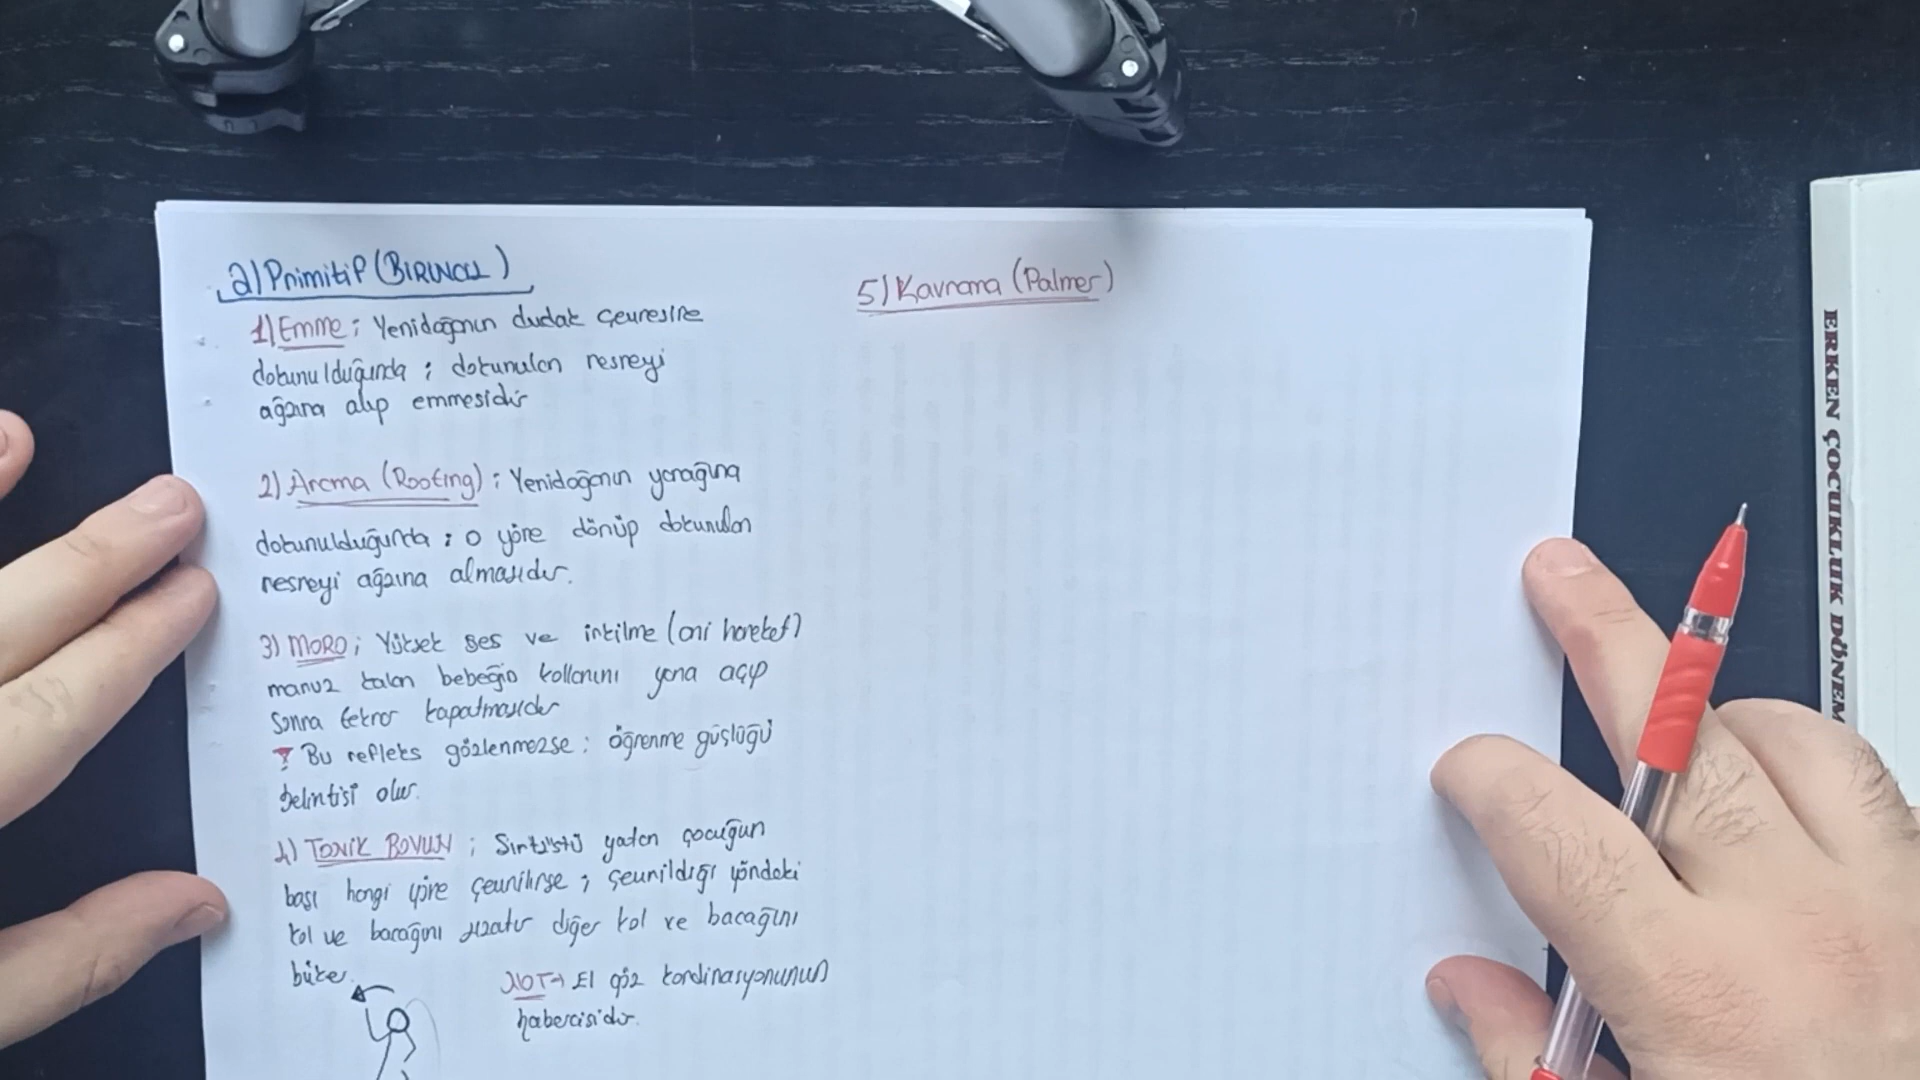 a) Primitif (BİRİNCİL)
1) Emme; Yenidoğanın dudak çevresine
dokunulduğunda; dokunulan nesneyi
ağzına alıp emmesidir
2) Arama (Rooting); Yenidoğanın yanağına
dokunulduğunda; o yöne dönüp dokunulan
nesneyi ağzına almasıdır.
3) MORO; Yüksek ses ve irkilme (ani hareket)
maruz kalan bebeğin kollarını yana açıp
sonra tekrar kapatmasıdır
Bu refleks gözlenmezse; öğrenme güçlüğü
belirtisi olur.
4) TONİK BOYUN; Sırtüstü yatan çocuğun
başı hangi yöne çevrilirse; çevrildiği yöndeki
kol ve bacağını uzatır diğer kol ve bacağını
büker.
NOT→ El göz kordinasyonunun
habercisidir.
5) Kavrama (Palmer)
ERKEN ÇOCUKLUK DÖNEM